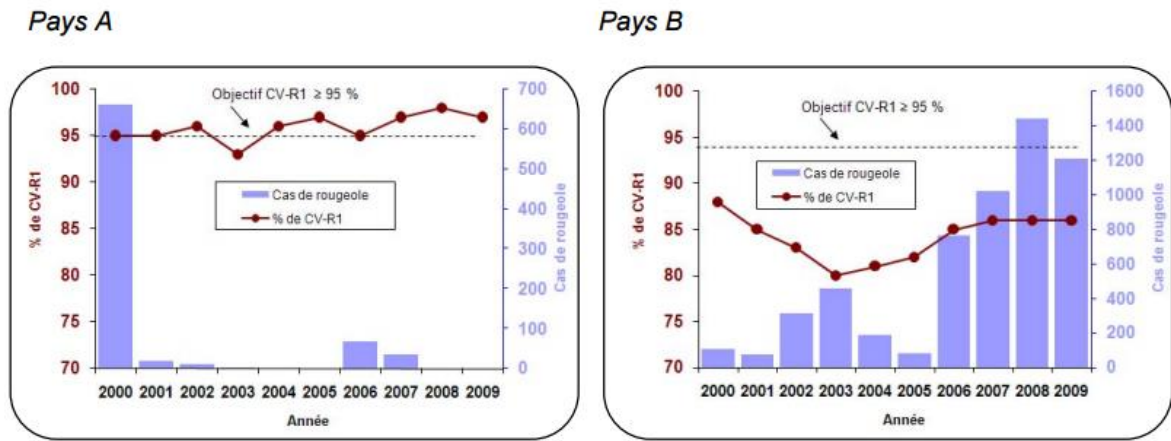 Pays A
Objectif CV-R1 ≥ 95 %
% de CV-R1
100
95
90
85
80
75
70
Cas de rougeole
% de CV-R1
700
600
500
400
300
200
100
0
Cas de rougeole
2000 2001 2002 2003 2004 2005 2006 2007 2008 2009
Année
Pays B
Objectif CV-R1 ≥ 95 %
% de CV-R1
100
95
90
85
80
75
70
Cas de rougeole
% de CV-R1
1600
1400
1200
1000
800
600
400
200
0
Cas de rougeole
2000 2001 2002 2003 2004 2005 2006 2007 2008 2009
Année